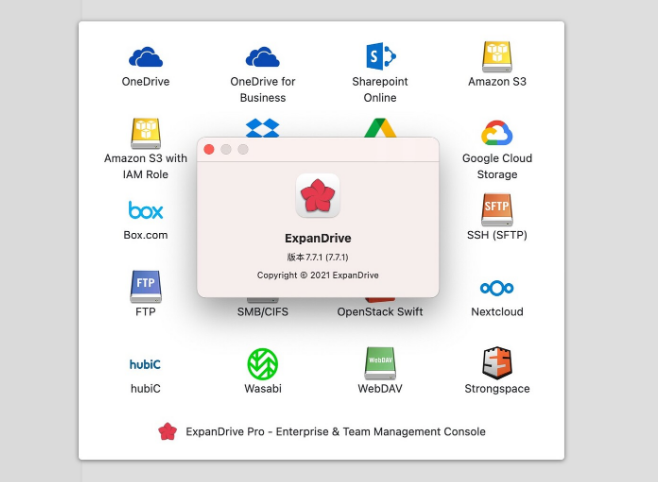 OneDrive
OneDrive for
Business
Sharepoint
Online
Amazon S3
Amazon S3 with
IAM Role
Google Cloud
Storage
box
Box.com
ExpanDrive
版本 7.7.1 (7.7.1)
Copyright © 2021 ExpanDrive
SFTP
SSH (SFTP)
FTP
FTP
SMB/CIFS
OpenStack Swift
Nextcloud
hubiC
hubiC
Wasabi
WebDAV
WebDAV
Strongspace
ExpanDrive Pro - Enterprise & Team Management Console